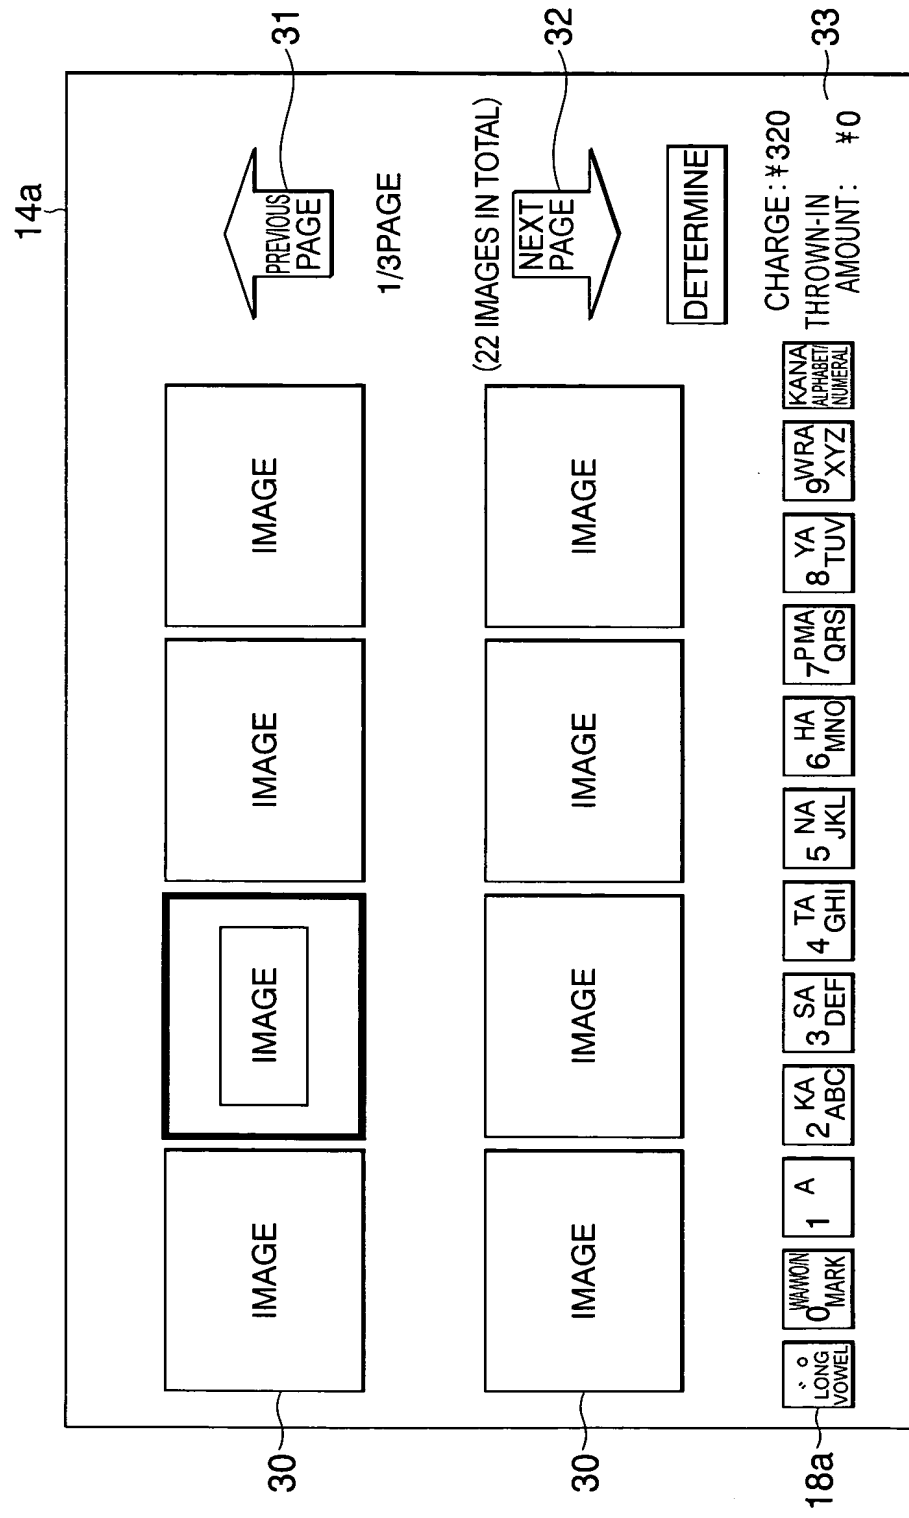 14a
IMAGE
IMAGE
IMAGE
IMAGE
PREVIOUS
PAGE
31
1/3PAGE
30
IMAGE
IMAGE
IMAGE
IMAGE
(22 IMAGES IN TOTAL)
NEXT
PAGE
32
30
DETERMINE
CHARGE:¥320
THROWN-IN
AMOUNT: ¥0
33
゛゜
LONG
VOWEL
WA/WO/N
0 MARK
1 A
2 KA
ABC
3 SA
DEF
4 TA
GHI
5 NA
JKL
6 HA
MNO
7 PMA
QRS
8 YA
TUV
9 WRA
XYZ
KANA
ALPHABET/
NUMERAL
18a